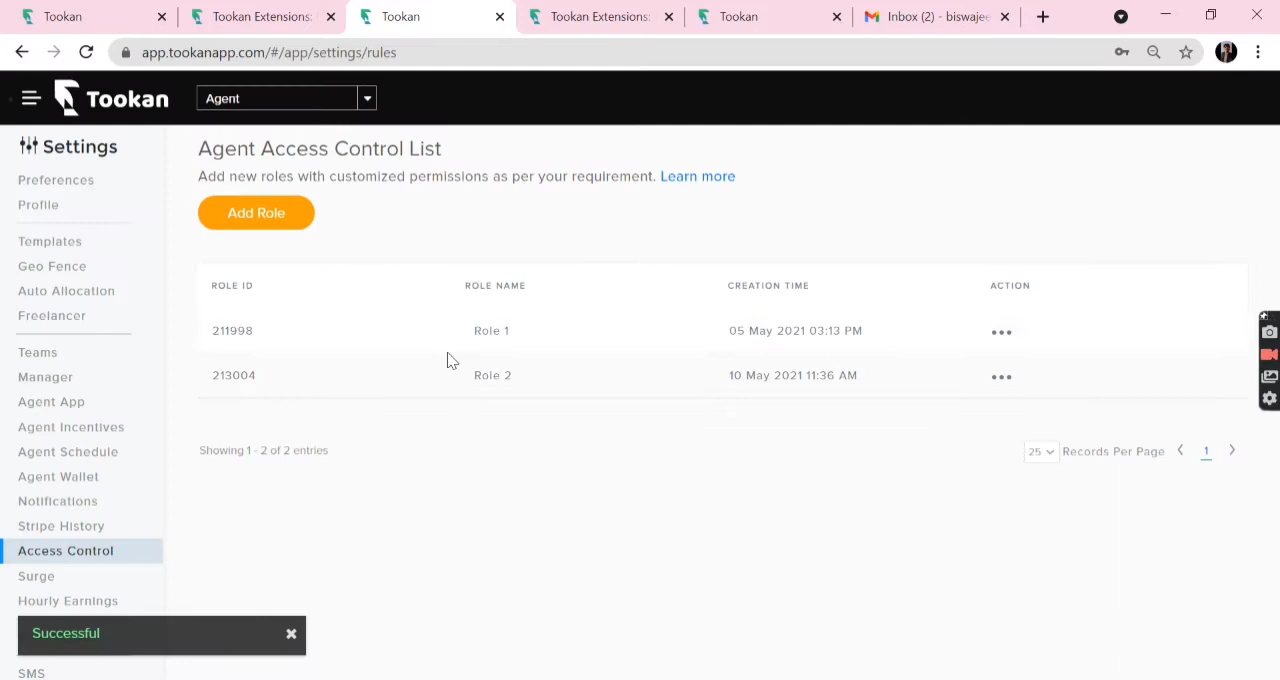 Tookan
Tookan Extensions:
Tookan
Tookan Extensions:
Tookan
Inbox (2) - biswajee
app.tookanapp.com/#/app/settings/rules
Tookan
Agent
Settings
Preferences
Profile
Templates
Geo Fence
Auto Allocation
Freelancer
Teams
Manager
Agent App
Agent Incentives
Agent Schedule
Agent Wallet
Notifications
Stripe History
Access Control
Surge
Hourly Earnings
SMS
Successful
Agent Access Control List
Add new roles with customized permissions as per your requirement. Learn more
Add Role
ROLE ID ROLE NAME CREATION TIME ACTION
211998 Role 1 05 May 2021 03:13 PM
213004 Role 2 10 May 2021 11:36 AM
Showing 1 - 2 of 2 entries
25 Records Per Page 1